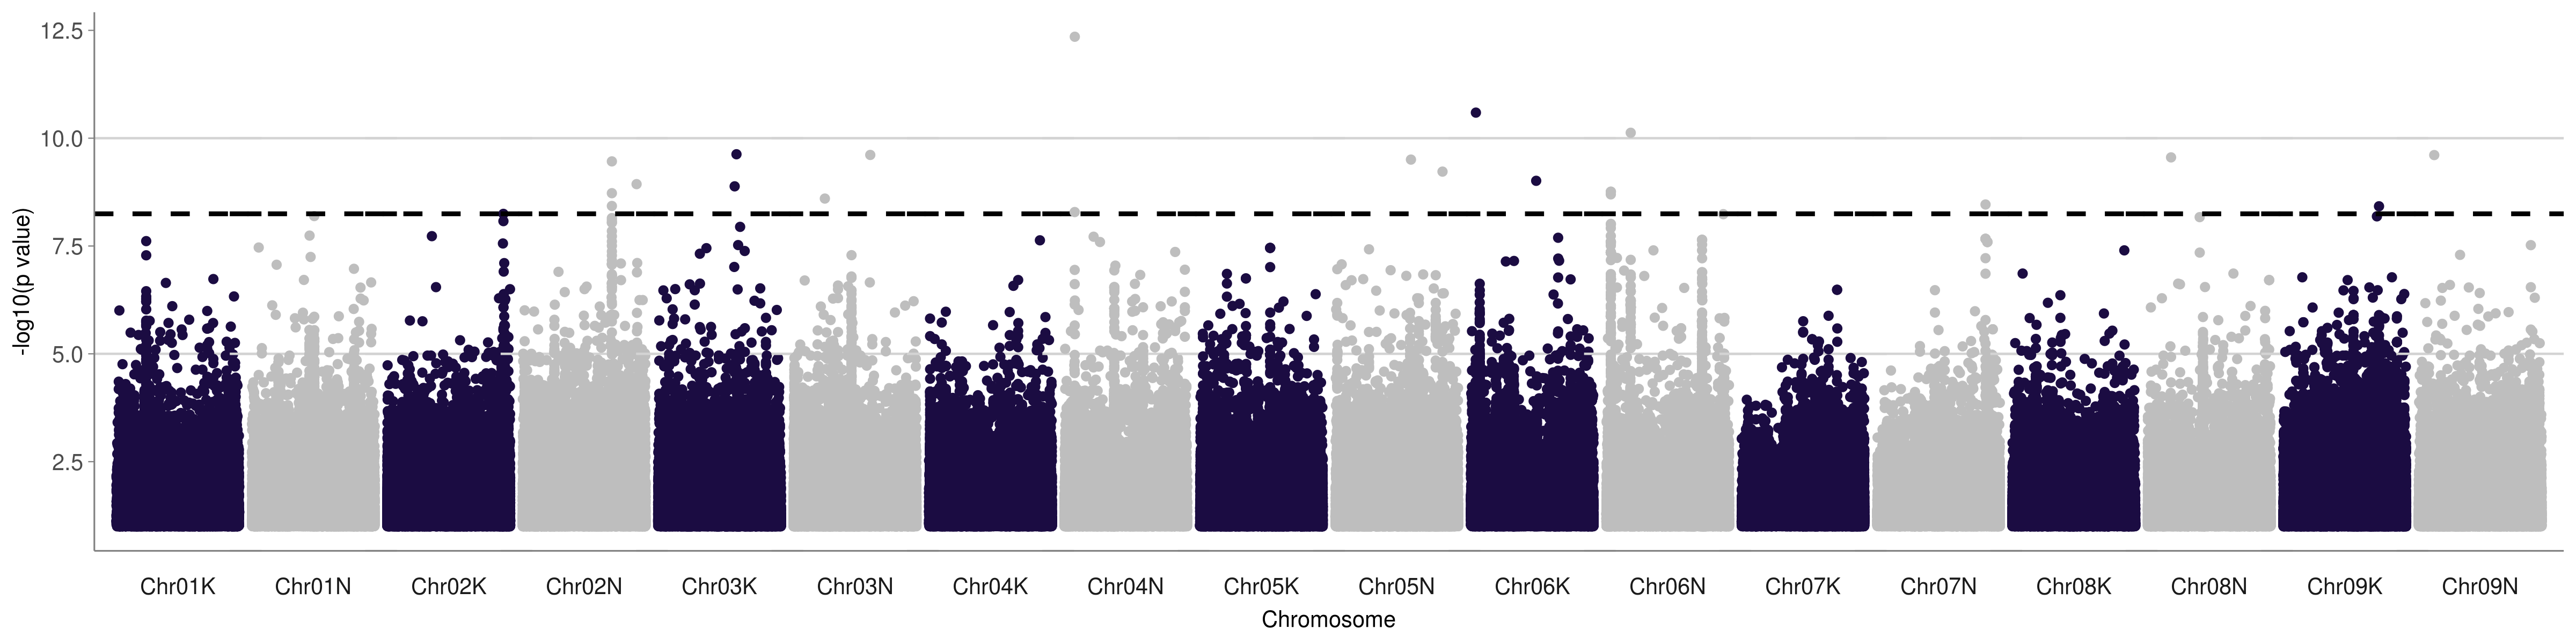 12.5
10.0
7.5
5.0
2.5
-log10(p value)
Chr01K Chr01N Chr02K Chr02N Chr03K Chr03N Chr04K Chr04N Chr05K Chr05N Chr06K Chr06N Chr07K Chr07N Chr08K Chr08N Chr09K Chr09N
Chromosome